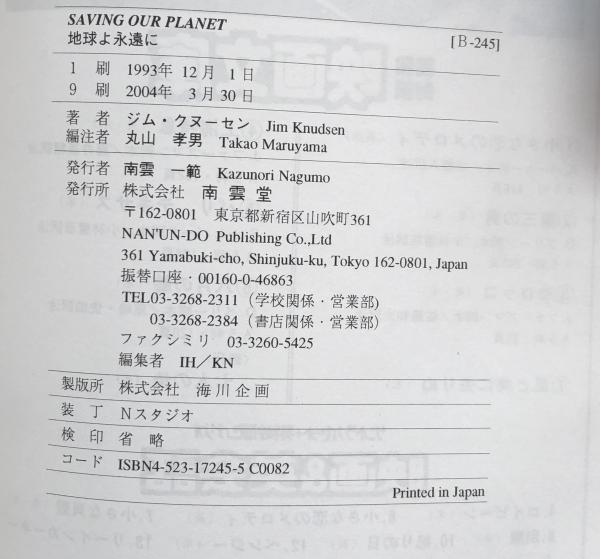 SAVING OUR PLANET
地球よ永遠に [B-245]
1 刷 1993年 12月 1日
9 刷 2004年 3月 30日
著 者 ジム・クヌーセン Jim Knudsen
編注者 丸山 孝男 Takao Maruyama
発行者 南雲 一範 Kazunori Nagumo
発行所 株式会社 南雲堂
〒162-0801 東京都新宿区山吹町361
NAN'UN-DO Publishing Co.,Ltd
361 Yamabuki-cho, Shinjuku-ku, Tokyo 162-0801, Japan
振替口座・00160-0-46863
TEL03-3268-2311 (学校関係・営業部)
03-3268-2384 (書店関係・営業部)
ファクシミリ 03-3260-5425
編集者 IH/KN
製版所 株式会社 海川企画
装 丁 Nスタジオ
検 印 省 略
コード ISBN4-523-17245-5 C0082
Printed in Japan